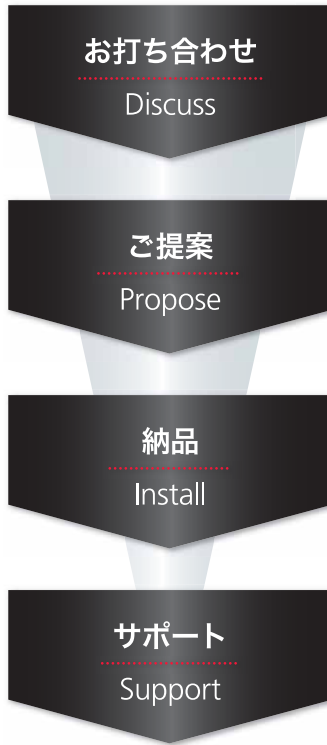 お打ち合わせ
Discuss
ご提案
Propose
納品
Install
サポート
Support